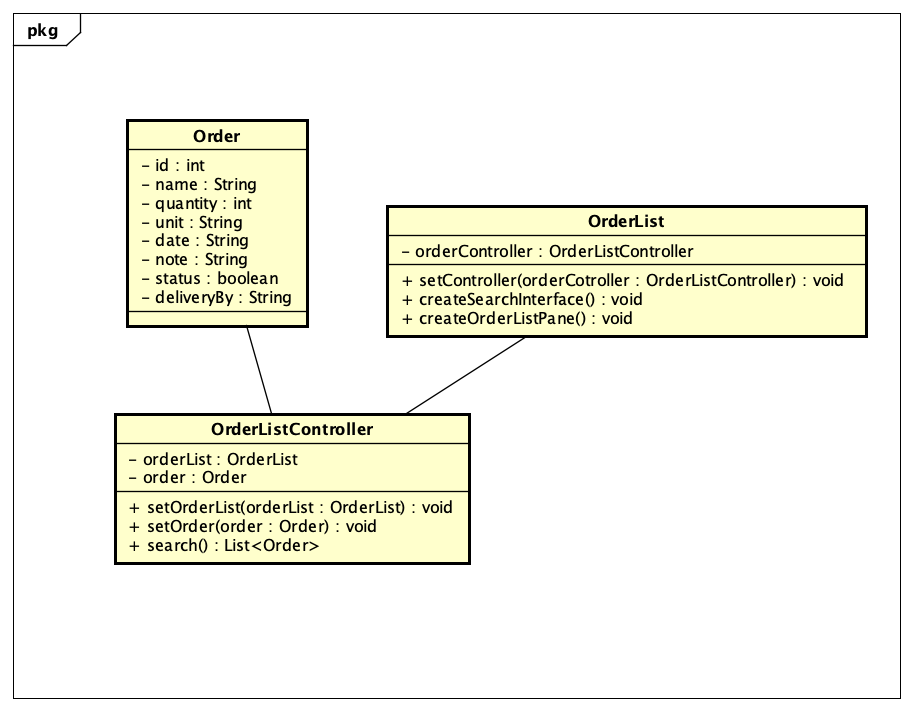 pkg
Order
- id : int
- name : String
- quantity : int
- unit : String
- date : String
- note : String
- status : boolean
- deliveryBy : String
OrderList
- orderController : OrderListController
+ setController(orderCotroller : OrderListController) : void
+ createSearchInterface() : void
+ createOrderListPane() : void
OrderListController
- orderList : OrderList
- order : Order
+ setOrderList(orderList : OrderList) : void
+ setOrder(order : Order) : void
+ search() : List<Order>